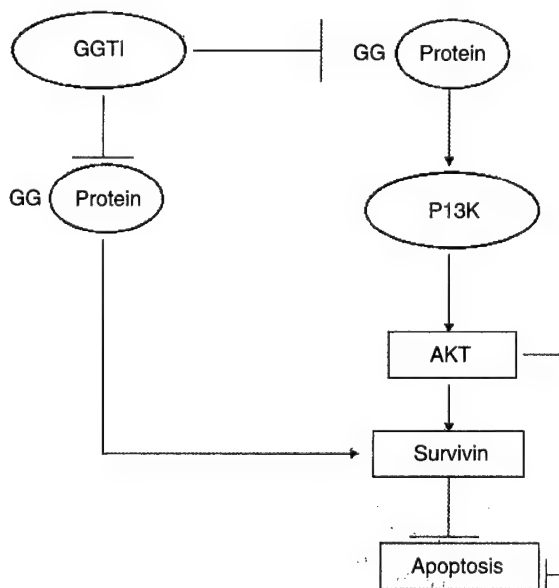 GGTI
GG Protein
GG Protein
P13K
AKT
Survivin
Apoptosis